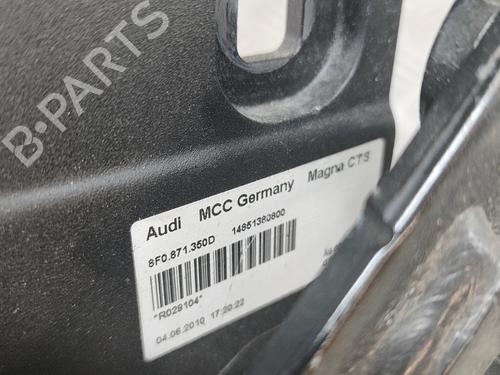 B-PARTS
Audi MCC Germany Magna CTS
8F0.871.350D 14851380800
"R029104"
04.06.2010 17:20:22